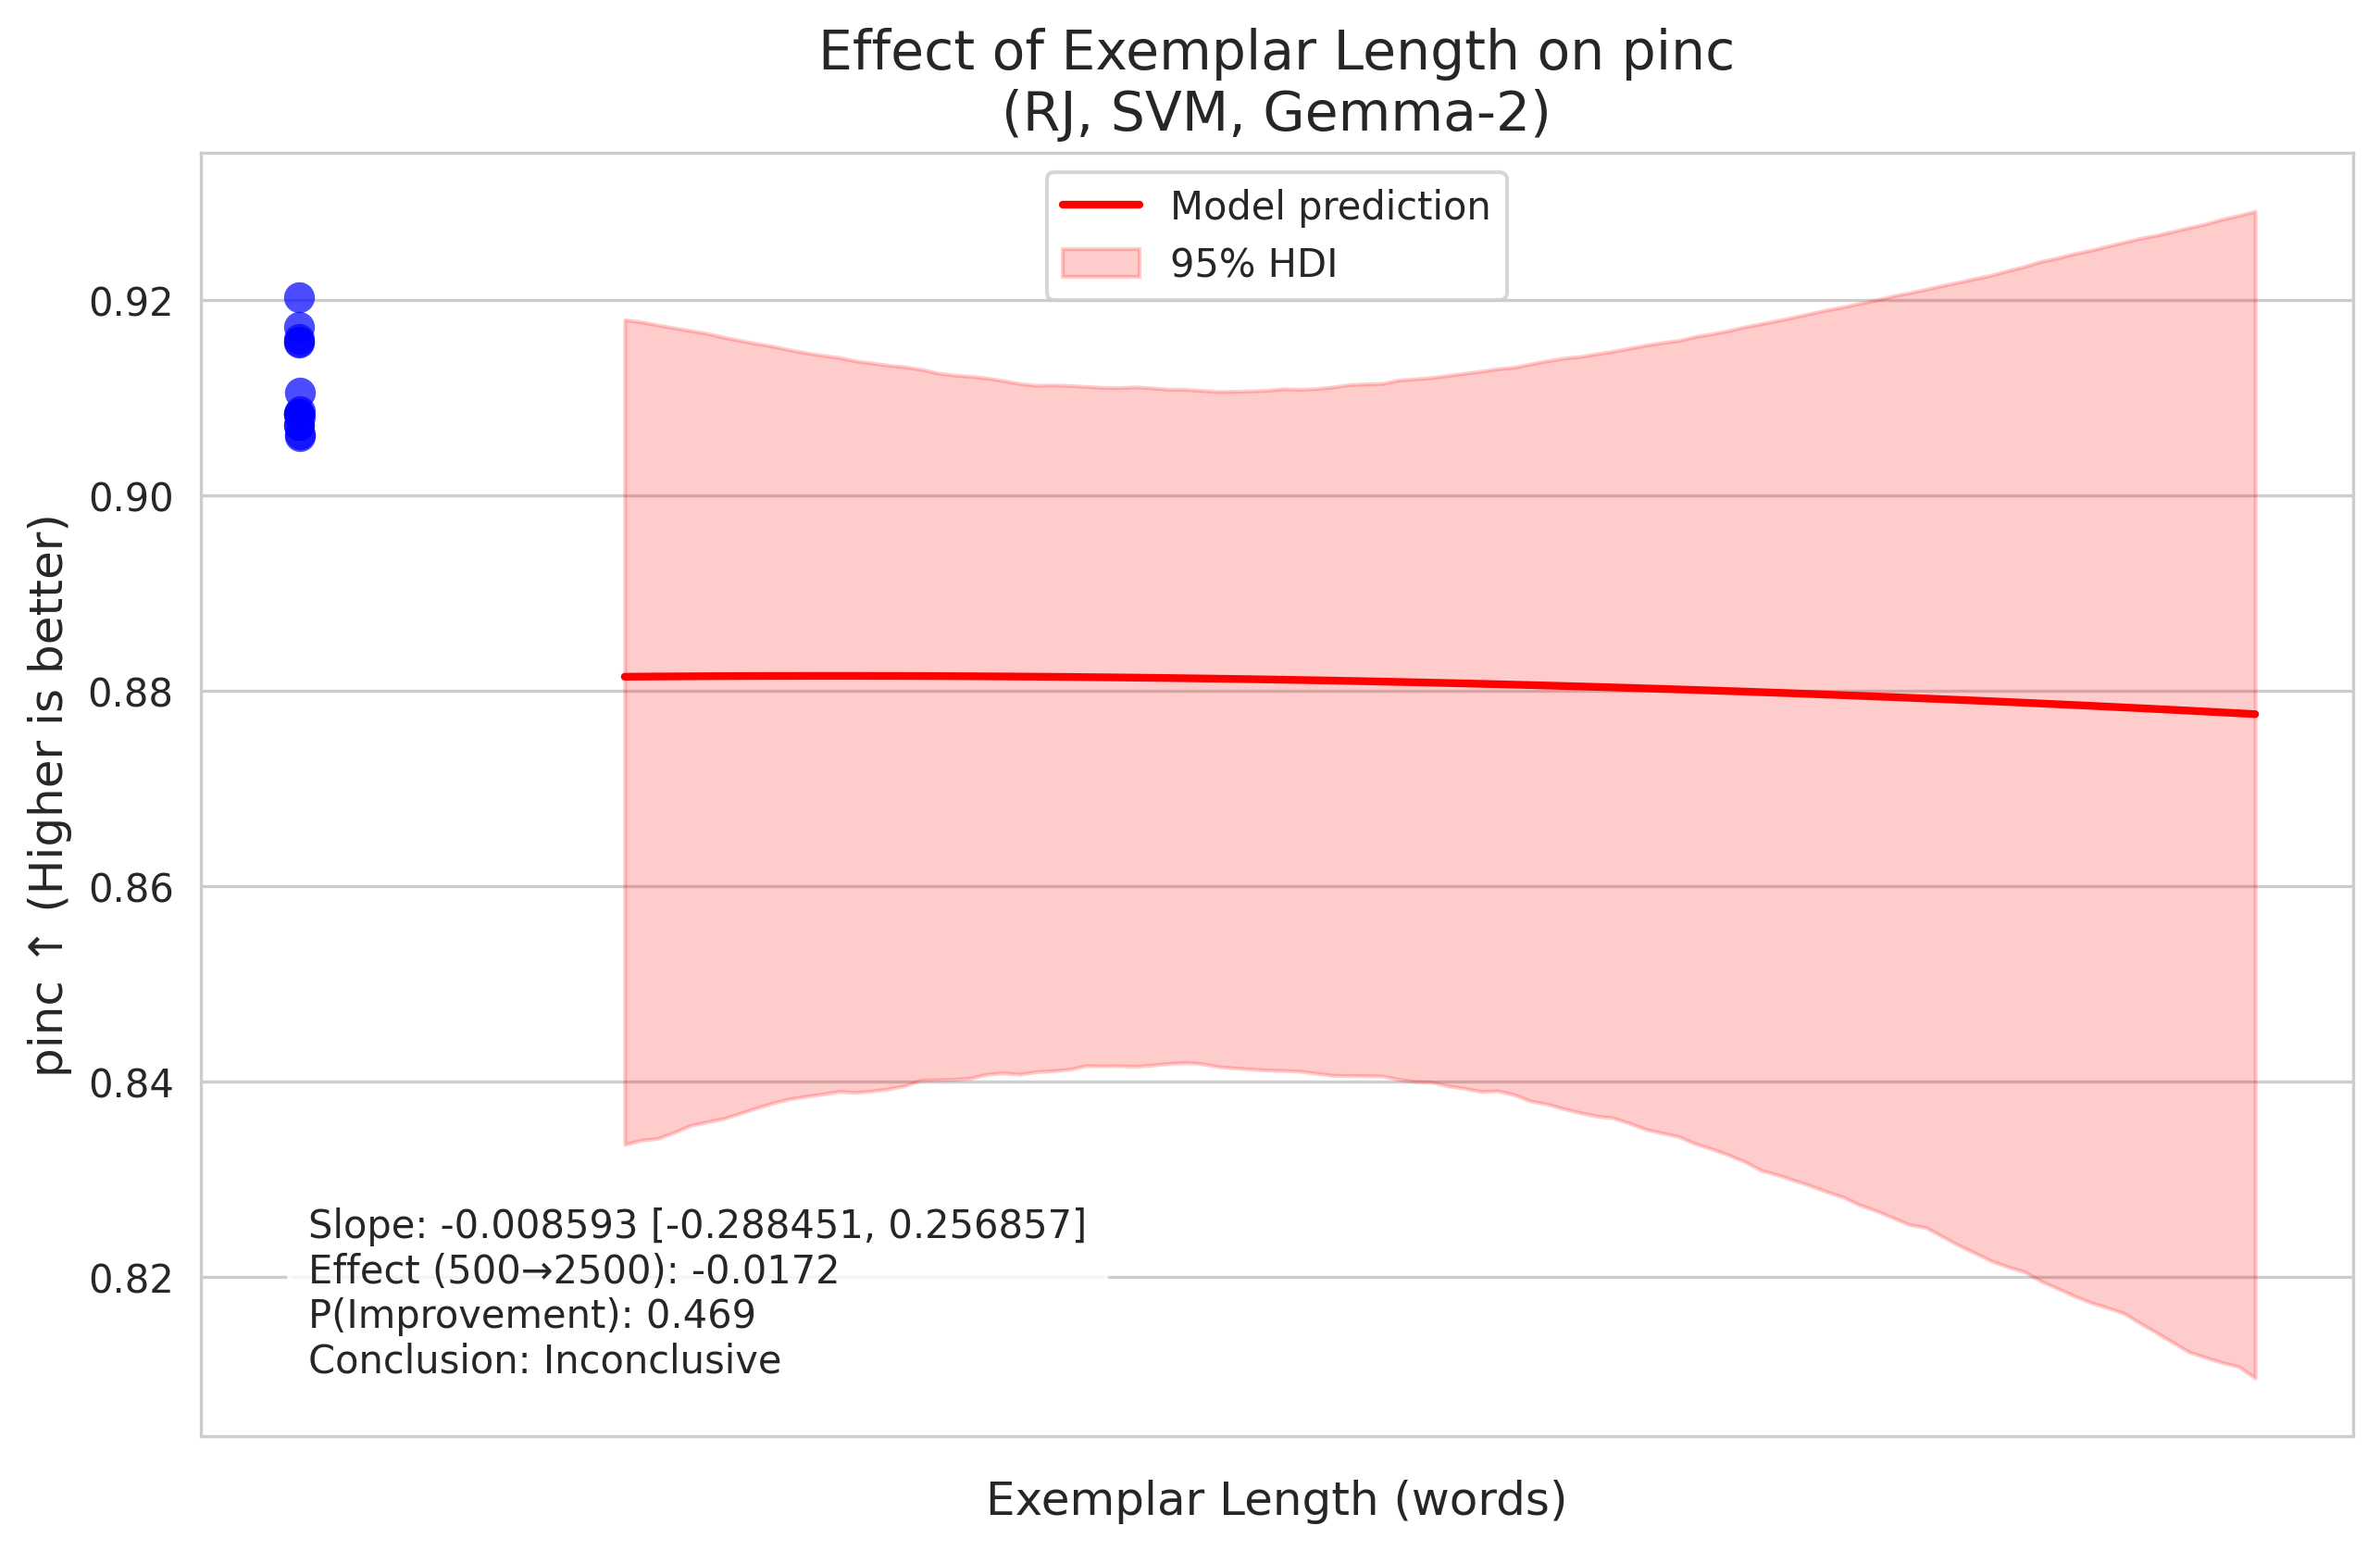 Effect of Exemplar Length on pinc
(RJ, SVM, Gemma-2)
Model prediction
95% HDI
0.92
0.90
0.88
0.86
0.84
0.82
pinc ↑ (Higher is better)
Slope: -0.008593 [-0.288451, 0.256857]
Effect (500→2500): -0.0172
P(Improvement): 0.469
Conclusion: Inconclusive
Exemplar Length (words)